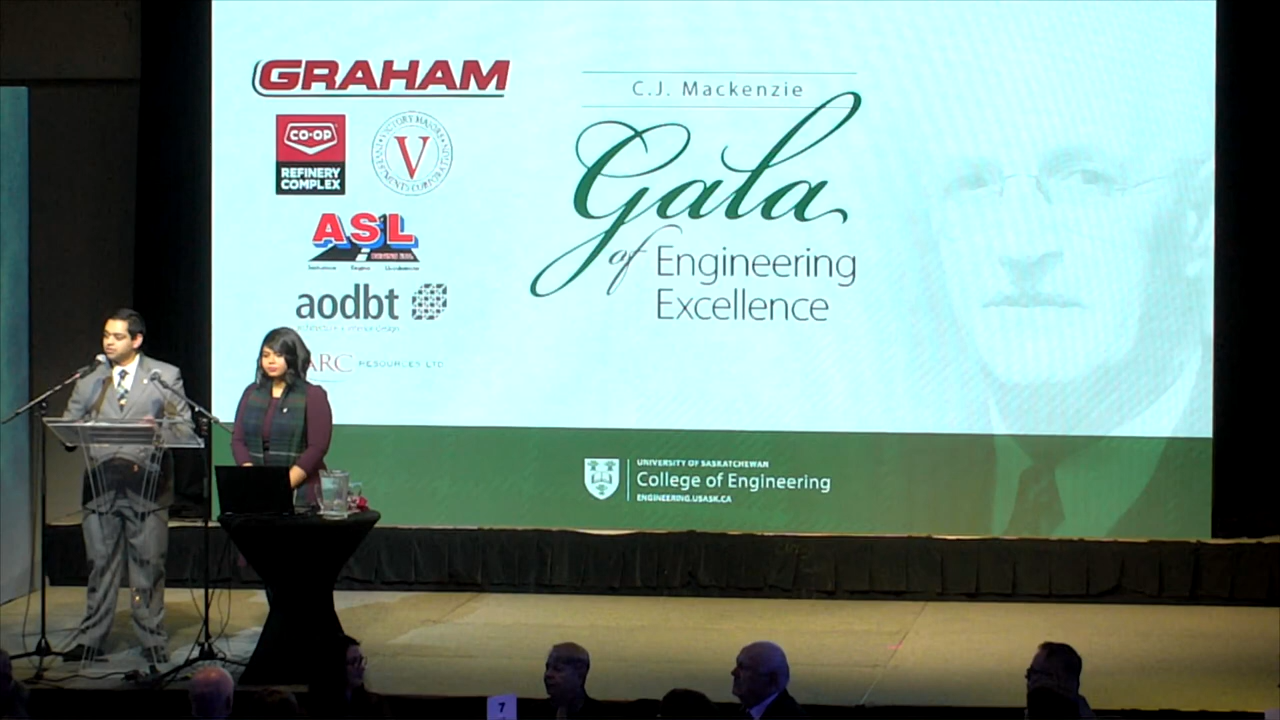 GRAHAM
CO-OP
REFINERY
COMPLEX
V
ASL
aodbt
ARC RESOURCES LTD
C.J. Mackenzie
Gala
of Engineering
Excellence
UNIVERSITY OF SASKATCHEWAN
College of Engineering
ENGINEERING.USASK.CA
7